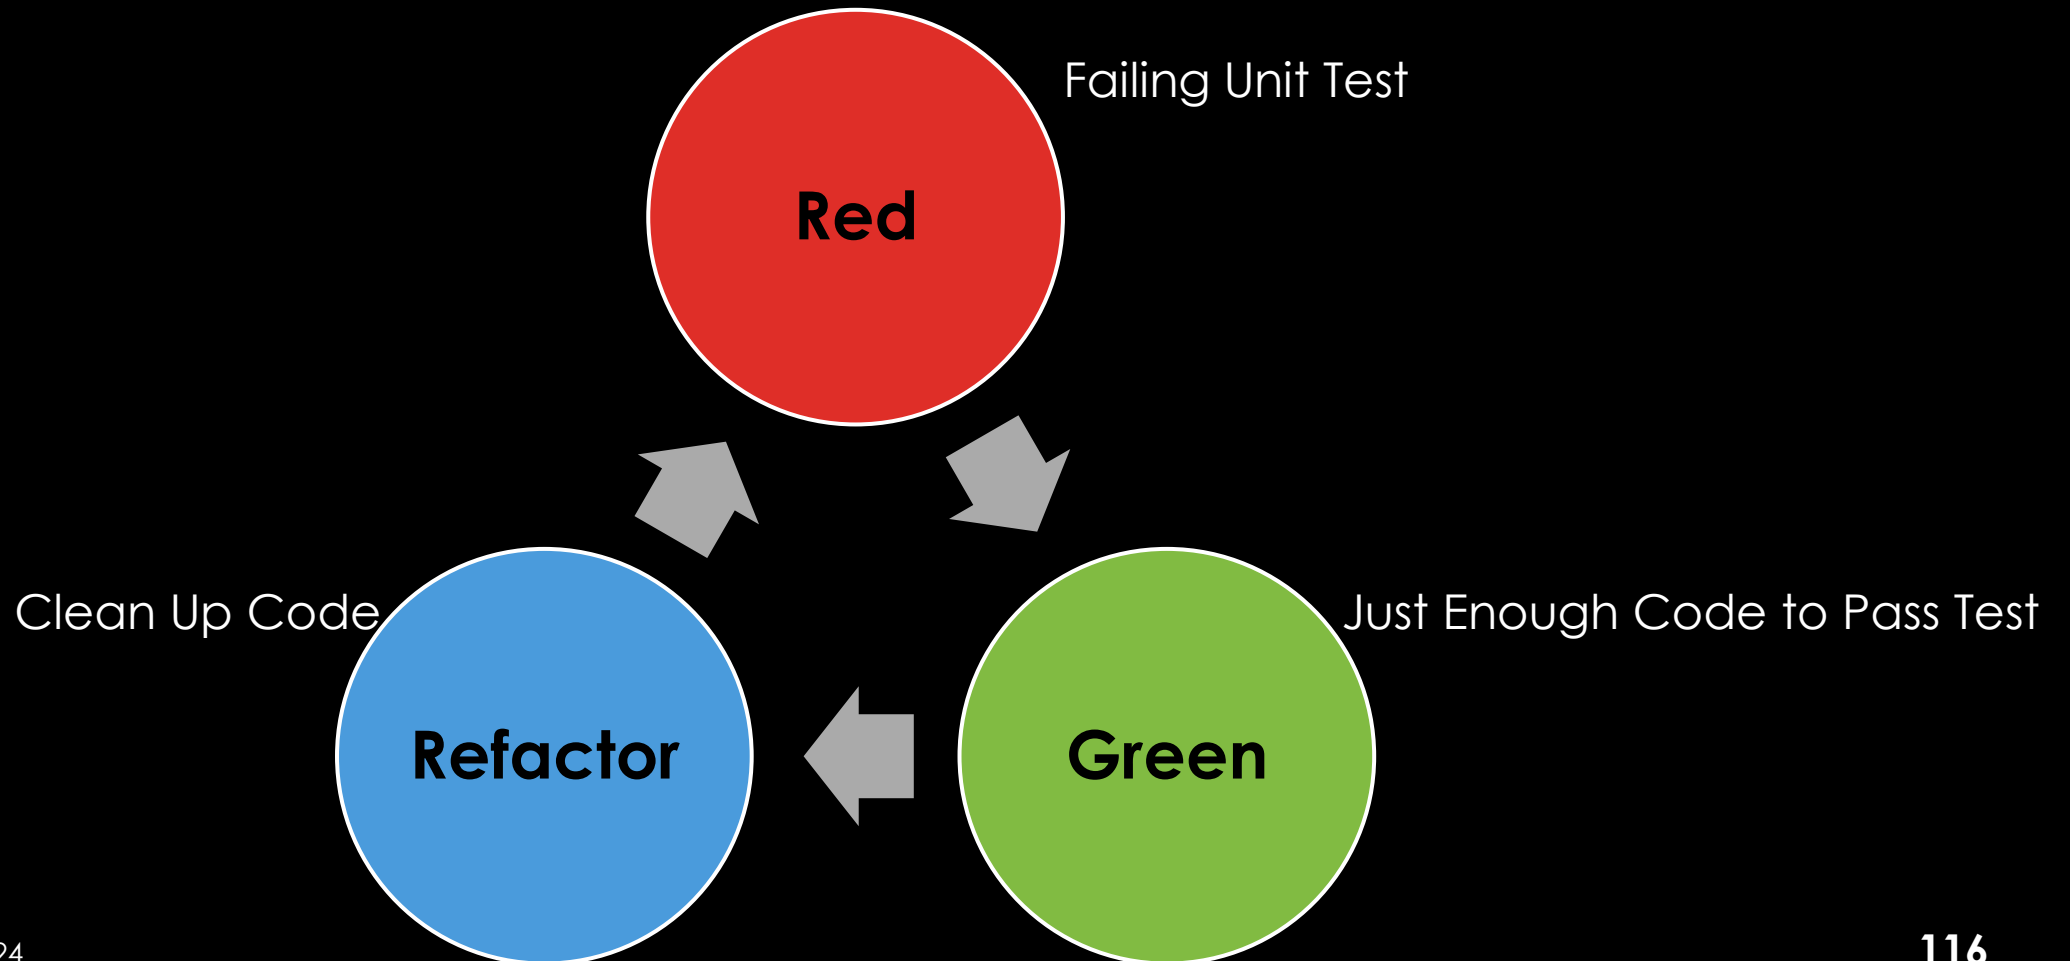 Failing Unit Test
Red
Clean Up Code
Just Enough Code to Pass Test
Refactor
Green
116